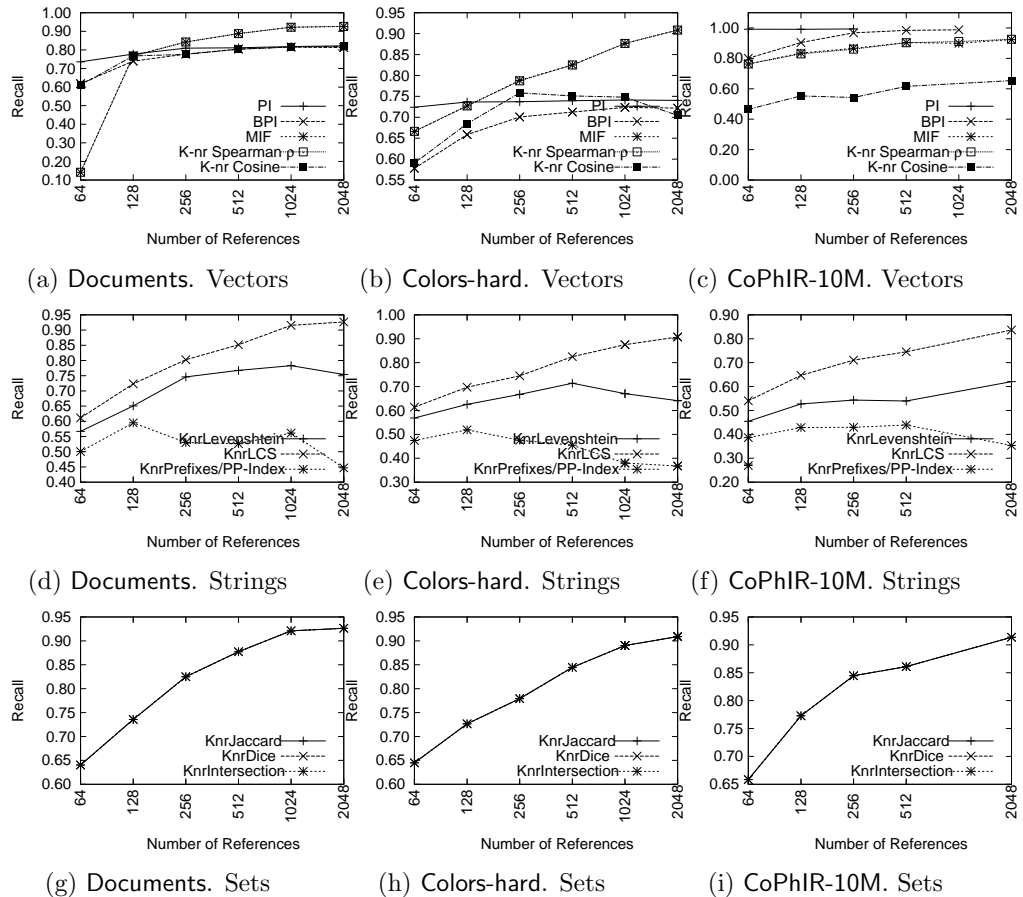 1.00
0.90
0.80
0.70
0.60
0.50
0.40
0.30
0.20
0.10
Recall
PI
BPI
MIF
K-nr Spearman ρ
K-nr Cosine
64
128
256
512
1024
2048
Number of References
(a) Documents. Vectors
0.95
0.90
0.85
0.80
0.75
0.70
0.65
0.60
0.55
Recall
PI
BPI
MIF
K-nr Spearman ρ
K-nr Cosine
64
128
256
512
1024
2048
Number of References
(b) Colors-hard. Vectors
1.00
0.80
0.60
0.40
0.20
0.00
Recall
PI
BPI
MIF
K-nr Spearman ρ
K-nr Cosine
64
128
256
512
1024
2048
Number of References
(c) CoPhIR-10M. Vectors
0.95
0.90
0.85
0.80
0.75
0.70
0.65
0.60
0.55
0.50
0.45
0.40
Recall
KnrLevenshtein
KnrLCS
KnrPrefixes/PP-Index
64
128
256
512
1024
2048
Number of References
(d) Documents. Strings
1.00
0.90
0.80
0.70
0.60
0.50
0.40
0.30
Recall
KnrLevenshtein
KnrLCS
KnrPrefixes/PP-Index
64
128
256
512
1024
2048
Number of References
(e) Colors-hard. Strings
0.90
0.80
0.70
0.60
0.50
0.40
0.30
0.20
Recall
KnrLevenshtein
KnrLCS
KnrPrefixes/PP-Index
64
128
256
512
1024
2048
Number of References
(f) CoPhIR-10M. Strings
0.95
0.90
0.85
0.80
0.75
0.70
0.65
0.60
Recall
KnrJaccard
KnrDice
KnrIntersection
64
128
256
512
1024
2048
Number of References
(g) Documents. Sets
0.95
0.90
0.85
0.80
0.75
0.70
0.65
0.60
Recall
KnrJaccard
KnrDice
KnrIntersection
64
128
256
512
1024
2048
Number of References
(h) Colors-hard. Sets
0.95
0.90
0.85
0.80
0.75
0.70
0.65
Recall
KnrJaccard
KnrDice
KnrIntersection
64
128
256
512
2048
Number of References
(i) CoPhIR-10M. Sets